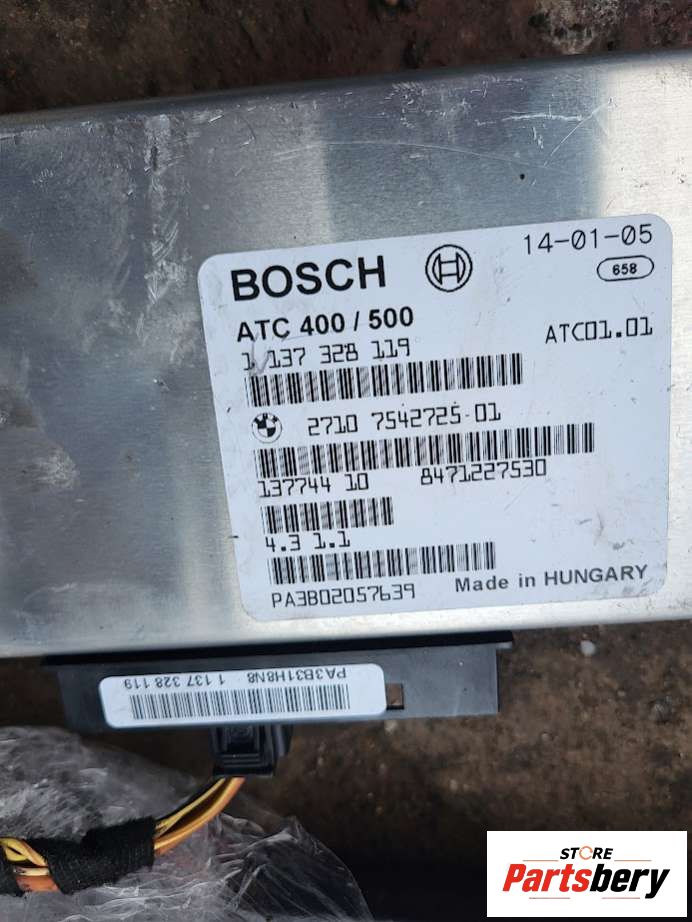 14-01-05
BOSCH
658
ATC 400 / 500
ATC01.01
1 137 328 119
2710 7542725-01
137744 10 8471227530
4.3 1.1
PA3B02057639 Made in HUNGARY
PA3B31H8N8 1 137 328 119
STORE
Partsbery